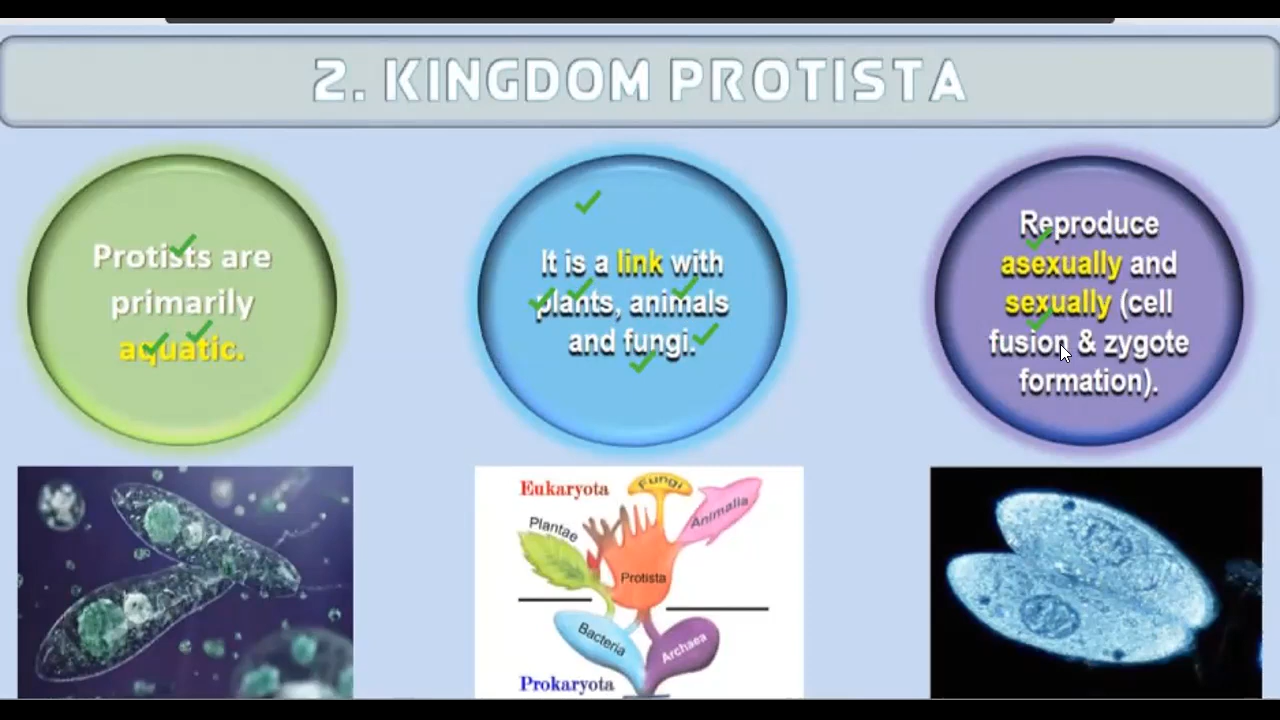 2. KINGDOM PROTISTA
Protists are
primarily
aquatic.
It is a link with
plants, animals
and fungi.
Reproduce
asexually and
sexually (cell
fusion & zygote
formation).
Eukaryota
Fungi
Animalia
Plantae
Protista
Bacteria
Archaea
Prokaryota